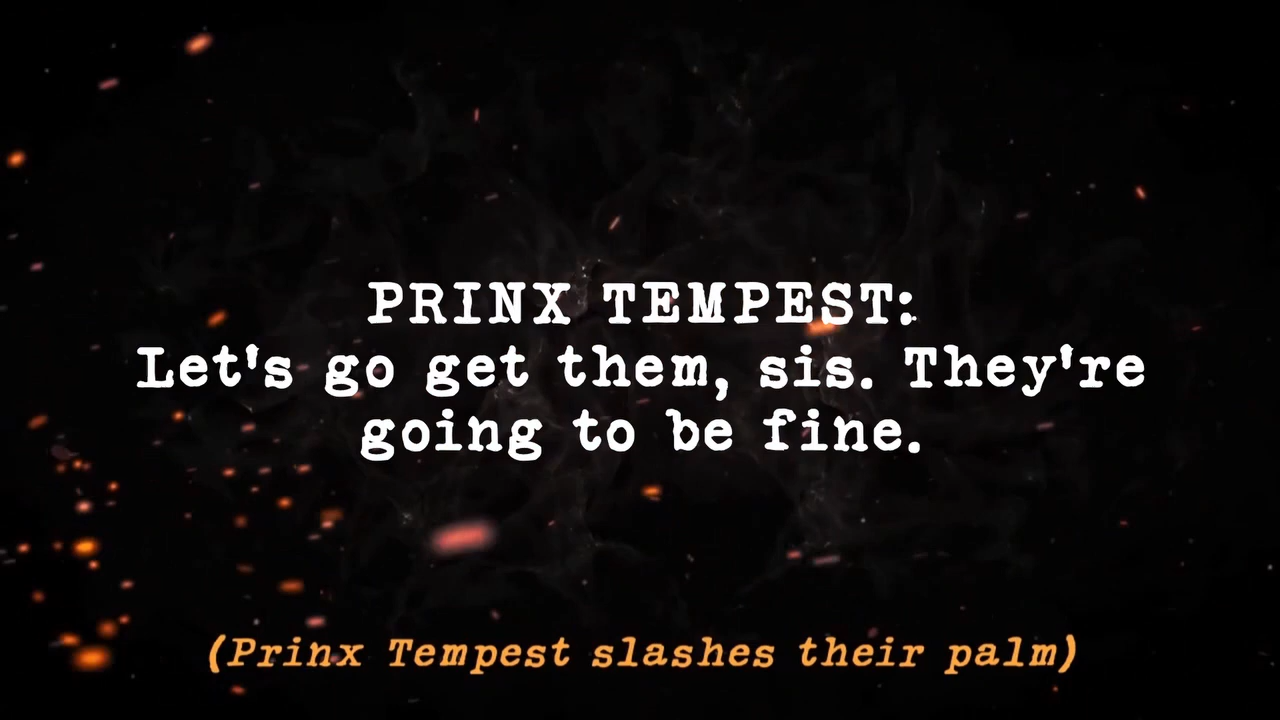 PRINX TEMPEST:
Let's go get them, sis. They're
going to be fine.
(Prinx Tempest slashes their palm)